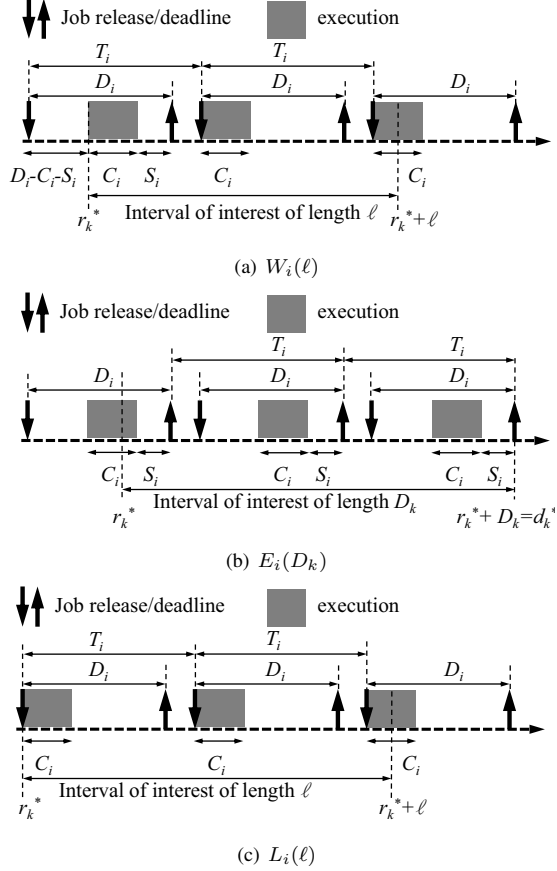 Job release/deadline execution
T_i T_i
D_i D_i D_i
D_i-C_i-S_i C_i S_i C_i C_i
Interval of interest of length ℓ
r_k* r_k*+ℓ
(a) W_i(ℓ)
Job release/deadline execution
T_i T_i
D_i D_i D_i
C_i S_i C_i S_i C_i S_i
Interval of interest of length D_k
r_k* r_k*+ D_k=d_k*
(b) E_i(D_k)
Job release/deadline execution
T_i T_i
D_i D_i D_i
C_i C_i C_i
Interval of interest of length ℓ
r_k* r_k*+ℓ
(c) L_i(ℓ)